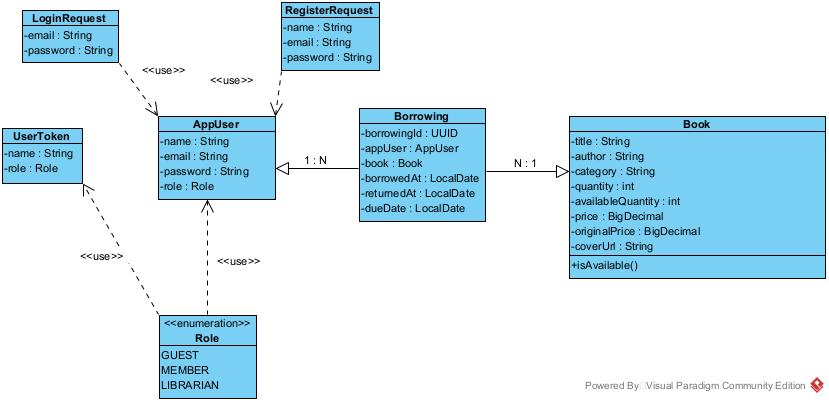 LoginRequest
-email : String
-password : String
RegisterRequest
-name : String
-email : String
-password : String
<<use>>
<<use>>
UserToken
-name : String
-role : Role
AppUser
-name : String
-email : String
-password : String
-role : Role
1 : N
Borrowing
-borrowingId : UUID
-appUser : AppUser
-book : Book
-borrowedAt : LocalDate
-returnedAt : LocalDate
-dueDate : LocalDate
N : 1
Book
-title : String
-author : String
-category : String
-quantity : int
-availableQuantity : int
-price : BigDecimal
-originalPrice : BigDecimal
-coverUrl : String
+isAvailable()
<<use>>
<<use>>
<<enumeration>>
Role
GUEST
MEMBER
LIBRARIAN
Powered By Visual Paradigm Community Edition